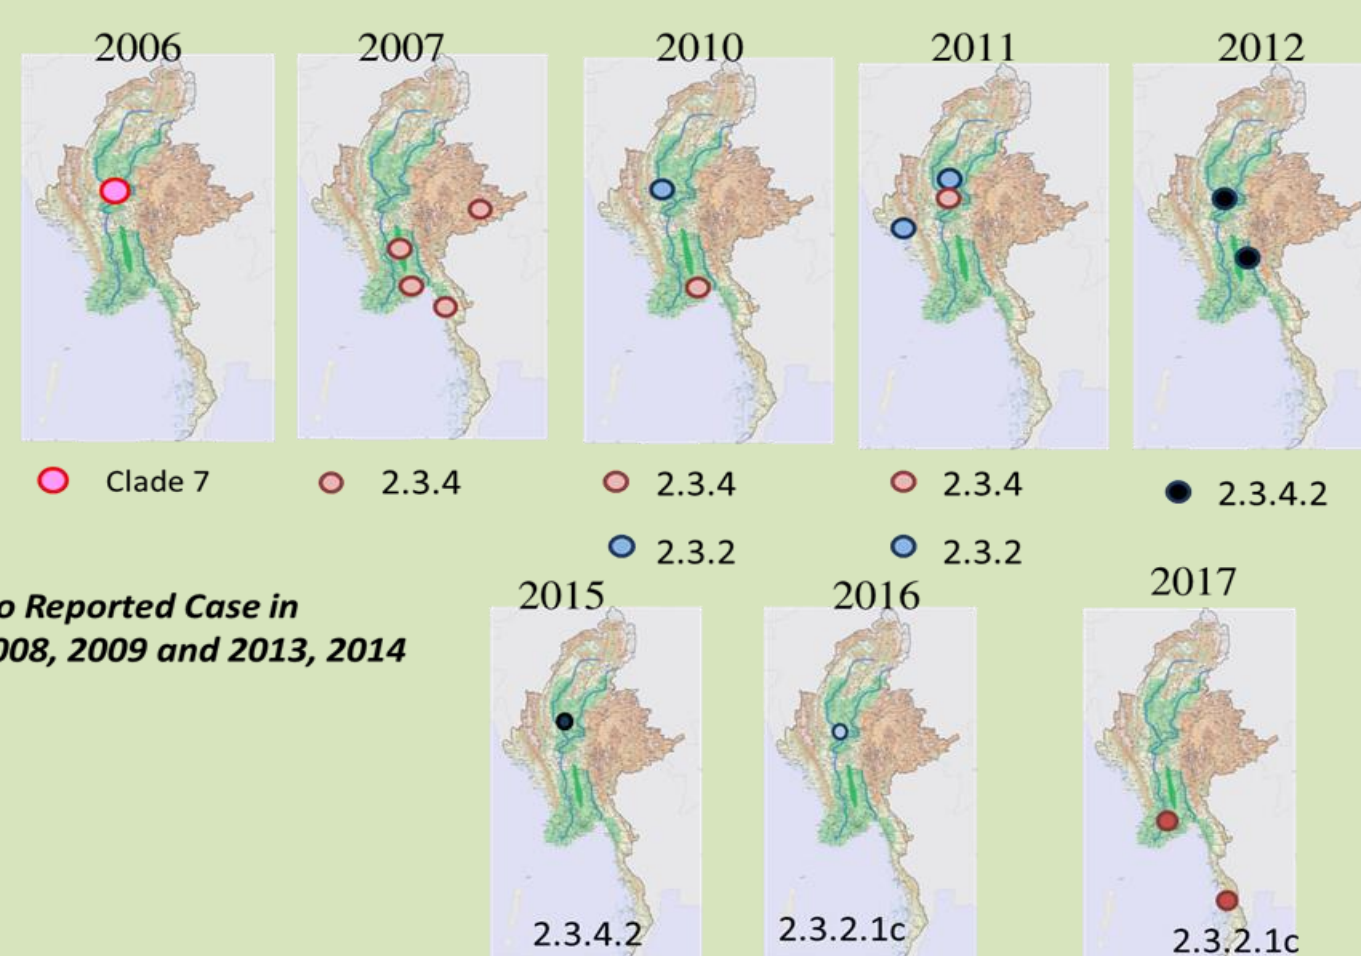 2006 2007 2010 2011 2012
Clade 7 2.3.4 2.3.4 2.3.4 2.3.4.2
2.3.2 2.3.2
2015 2016 2017
Reported Case in
2009 and 2013, 2014
2.3.4.2 2.3.2.1c 2.3.2.1c